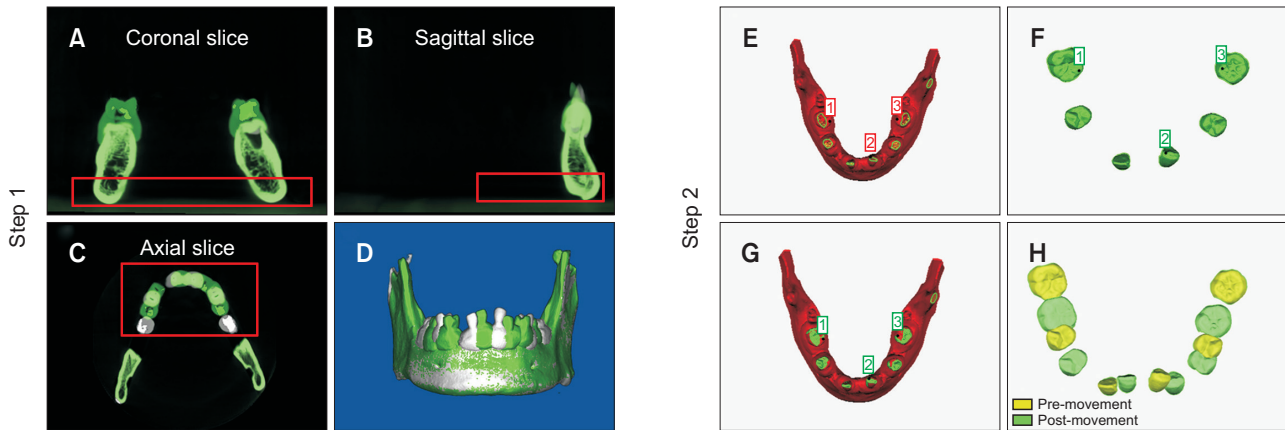 Step 1
A
Coronal slice
B
Sagittal slice
C
Axial slice
D
Step 2
E
1
3
2
F
1
3
2
G
1
3
2
H
Pre-movement
Post-movement